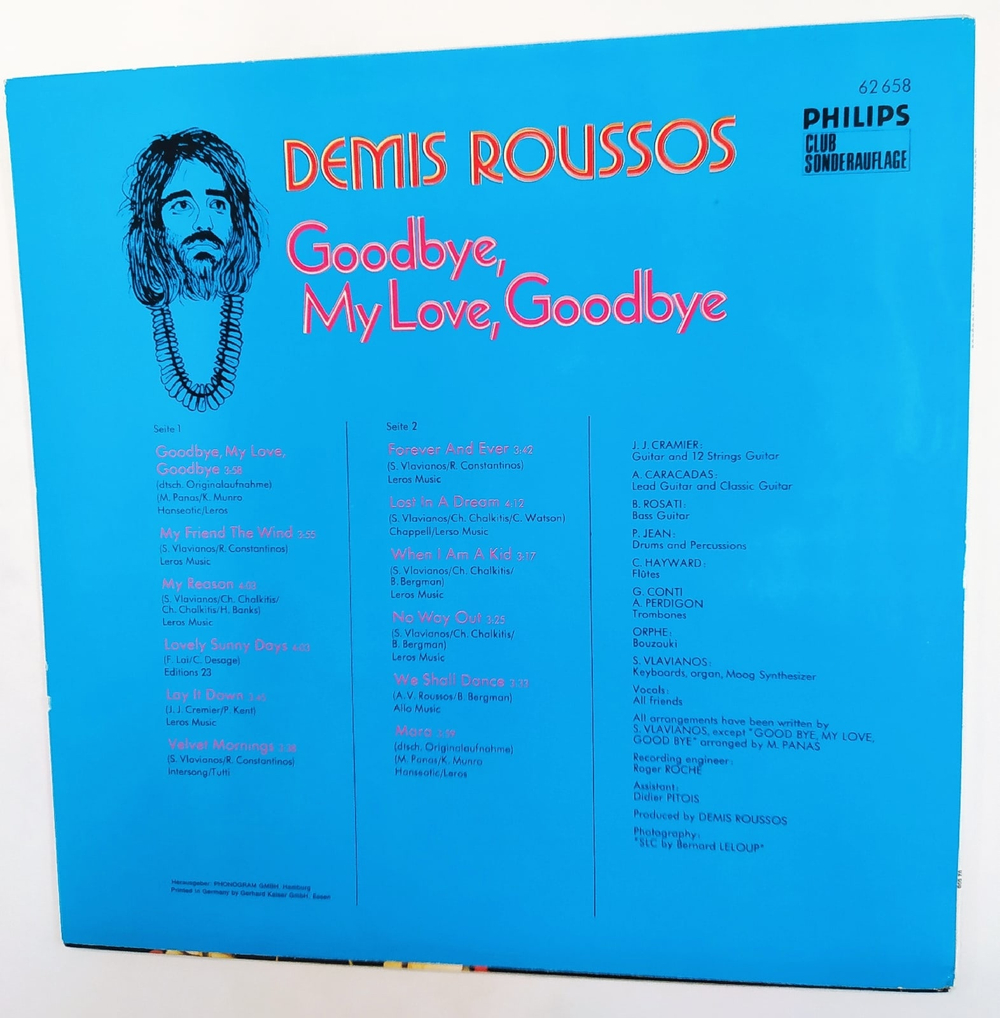 62 658
PHILIPS
CLUB
SONDERAUFLAGE
DEMIS ROUSSOS
Goodbye,
My Love, Goodbye
Seite 1
Goodbye, My Love,
Goodbye 3:58
(dtsch. Originalaufnahme)
(M. Panas/K. Munro
Hanseatic/Leros
My Friend The Wind 3:55
(S. Vlavianos/R. Constantinos)
Leros Music
My Reason 4:03
(S. Vlavianos/Ch. Chalkitis/
Ch. Chalkitis/H. Banks)
Leros Music
Lovely Sunny Days 4:03
(F. Lai/C. Desage)
Editions 23
Lay It Down 3:45
(J. J. Cramier/P. Kent)
Leros Music
Velvet Mornings 3:38
(S. Vlavianos/R. Constantinos)
Intersong/Tutti
Seite 2
Forever And Ever 3:42
(S. Vlavianos/R. Constantinos)
Leros Music
Lost In A Dream 4:12
(S. Vlavianos/Ch. Chalkitis/C. Watson)
Chappell/Lerso Music
When I Am A Kid 3:17
(S. Vlavianos/Ch. Chalkitis/
B. Bergman)
Leros Music
No Way Out 3:25
(S. Vlavianos/Ch. Chalkitis/
B. Bergman)
Leros Music
We Shall Dance 3:33
(A. V. Roussos/B. Bergman)
Allo Music
Mara 3:59
(dtsch. Originalaufnahme)
(M. Panas/K. Munro
Hanseatic/Leros
J. J. CRAMIER:
Guitar and 12 Strings Guitar
A. CARACADAS:
Lead Guitar and Classic Guitar
B. ROSATI:
Bass Guitar
P. JEAN:
Drums and Percussions
C. HAYWARD:
Flûtes
G. CONTI
A. PERDIGON
Trombones
ORPHE:
Bouzouki
S. VLAVIANOS:
Keyboards, organ, Moog Synthesizer
Vocals:
All friends
All arrangements have been written by
S. VLAVIANOS, except "GOOD BYE, MY LOVE,
GOOD BYE" arranged by M. PANAS
Recording engineer:
Roger ROCHE
Assistant:
Didier PITOIS
Produced by DEMIS ROUSSOS
Photography:
"SLC by Bernard LELOUP"
Herausgeber: PHONOGRAM GMBH, Hamburg
Printed in Germany by Gerhard Kaiser GmbH, Essen